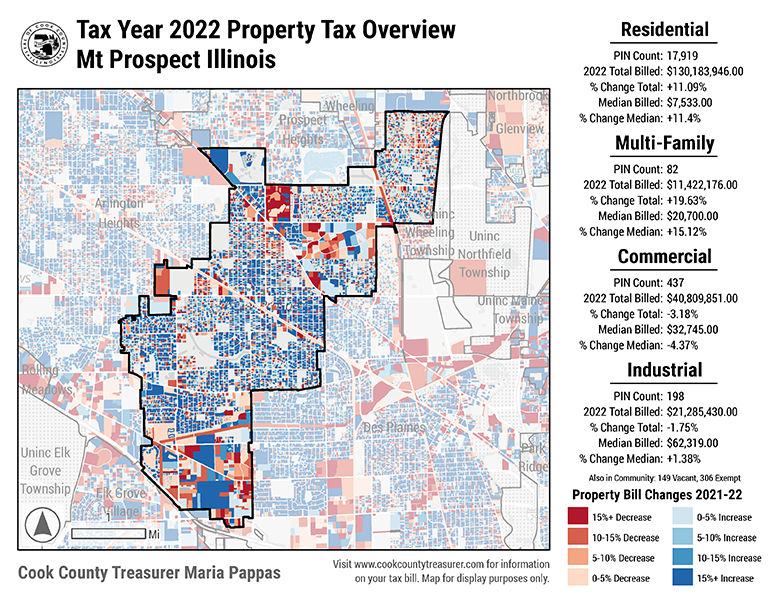 Tax Year 2022 Property Tax Overview
Mt Prospect Illinois
Wheeling
Northbrook
Prospect
Heights
Glenview
Arlington
Heights
Uninc
Wheeling
Township
Uninc
Northfield
Township
Uninc Maine
Township
Rolling
Meadows
Des Plaines
Park
Ridge
Uninc Elk
Grove
Township
Elk Grove
Village
1
Mi
Residential
PIN Count: 17,919
2022 Total Billed: $130,183,946.00
% Change Total: +11.09%
Median Billed: $7,533.00
% Change Median: +11.4%
Multi-Family
PIN Count: 82
2022 Total Billed: $11,422,176.00
% Change Total: +19.63%
Median Billed: $20,700.00
% Change Median: +15.12%
Commercial
PIN Count: 437
2022 Total Billed: $40,809,851.00
% Change Total: -3.18%
Median Billed: $32,745.00
% Change Median: -4.37%
Industrial
PIN Count: 198
2022 Total Billed: $21,285,430.00
% Change Total: -1.75%
Median Billed: $62,319.00
% Change Median: +1.38%
Also in Community: 149 Vacant, 306 Exempt
Property Bill Changes 2021-22
15%+ Decrease
0-5% Increase
10-15% Decrease
5-10% Increase
5-10% Decrease
10-15% Increase
0-5% Decrease
15%+ Increase
Cook County Treasurer Maria Pappas
Visit www.cookcountytreasurer.com for information
on your tax bill. Map for display purposes only.